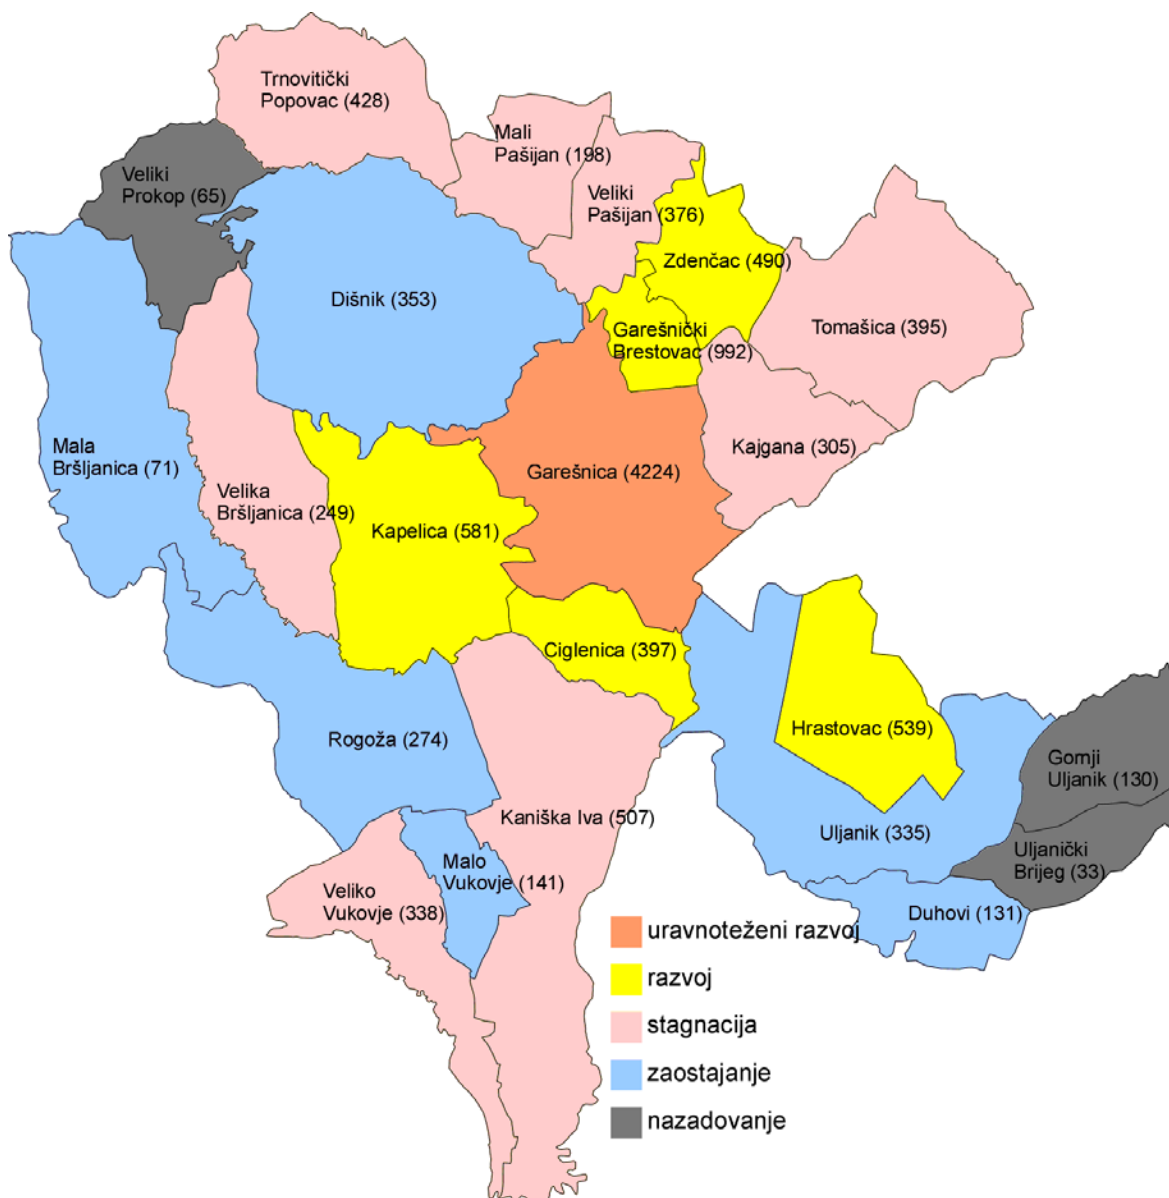 Trnovitički
Popovac (428)
Mali
Pašijan (198)
Veliki
Prokop (65)
Veliki
Pašijan (376)
Zdenčac (490)
Dišnik (353)
Garešnički
Brestovac (992)
Tomašica (395)
Mala
Bršljanica (71)
Velika
Bršljanica (249)
Kapelica (581)
Garešnica (4224)
Kajgana (305)
Ciglenica (397)
Rogoža (274)
Hrastovac (539)
Gornji
Uljanik (130)
Kaniška Iva (507)
Uljanik (335)
Uljanički
Brijeg (33)
Malo
Vukovje (141)
Veliko
Vukovje (338)
Duhovi (131)
uravnoteženi razvoj
razvoj
stagnacija
zaostajanje
nazadovanje